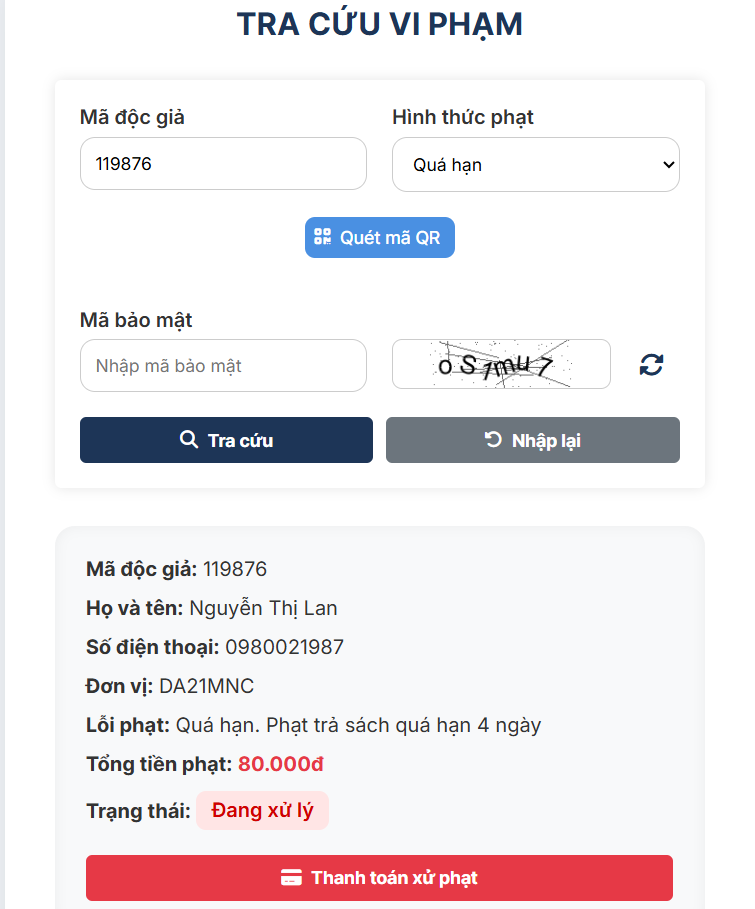 TRA CỨU VI PHẠM
Mã độc giả
Hình thức phạt
119876
Quá hạn
Quét mã QR
Mã bảo mật
Nhập mã bảo mật
oS1mu7
Tra cứu
Nhập lại
Mã độc giả: 119876
Họ và tên: Nguyễn Thị Lan
Số điện thoại: 0980021987
Đơn vị: DA21MNC
Lỗi phạt: Quá hạn. Phạt trả sách quá hạn 4 ngày
Tổng tiền phạt: 80.000đ
Trạng thái: Đang xử lý
Thanh toán xử phạt